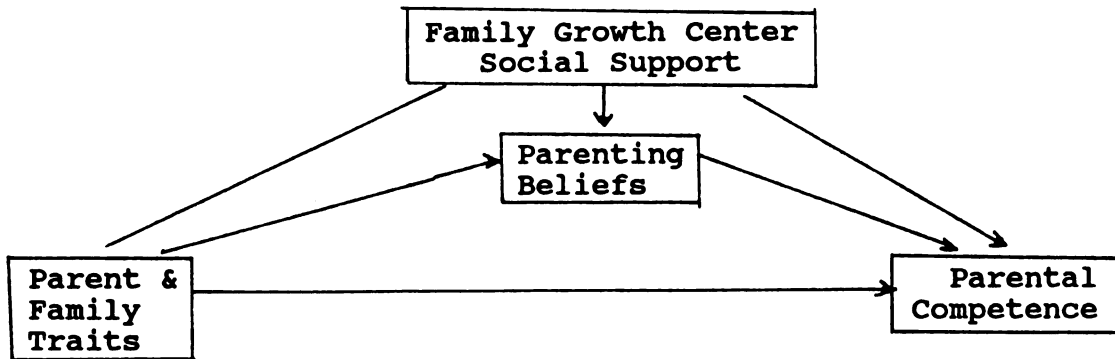 Family Growth Center
Social Support
Parenting
Beliefs
Parent &
Family
Traits
Parental
Competence